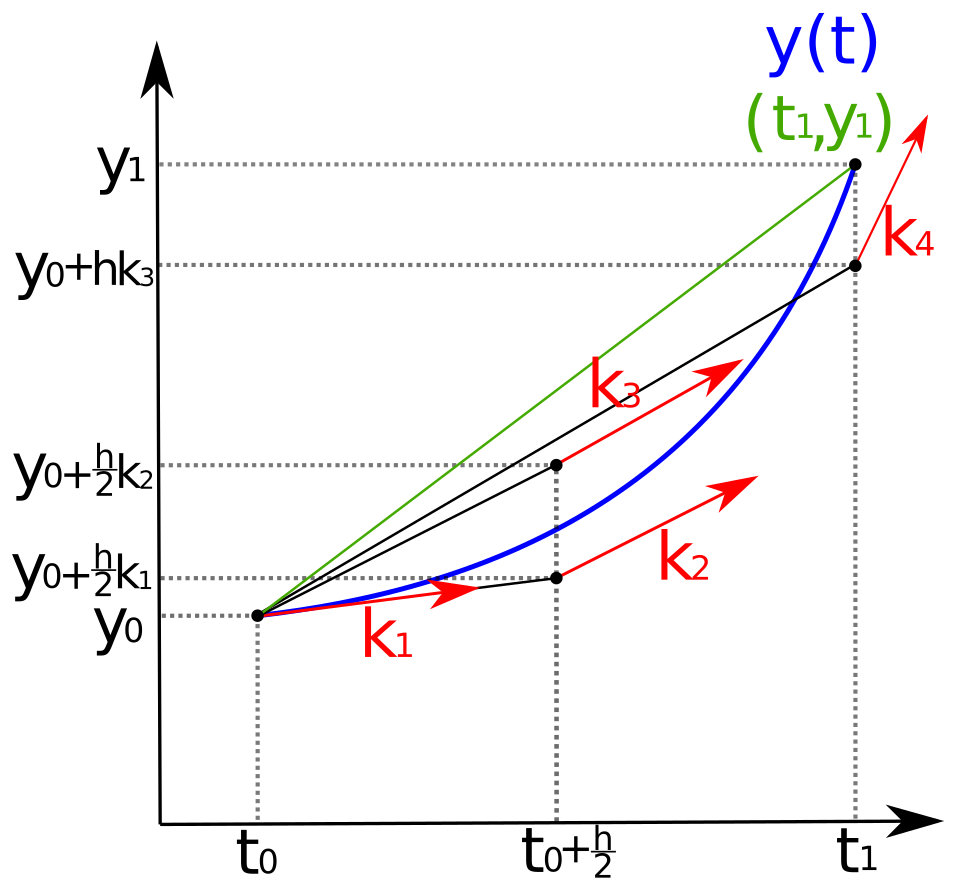 y(t)
(t₁,y₁)
y₁
k₄
y₀+hk₃
k₃
y₀+h/2k₂
k₂
y₀+h/2k₁
y₀
k₁
t₀
t₀+h/2
t₁